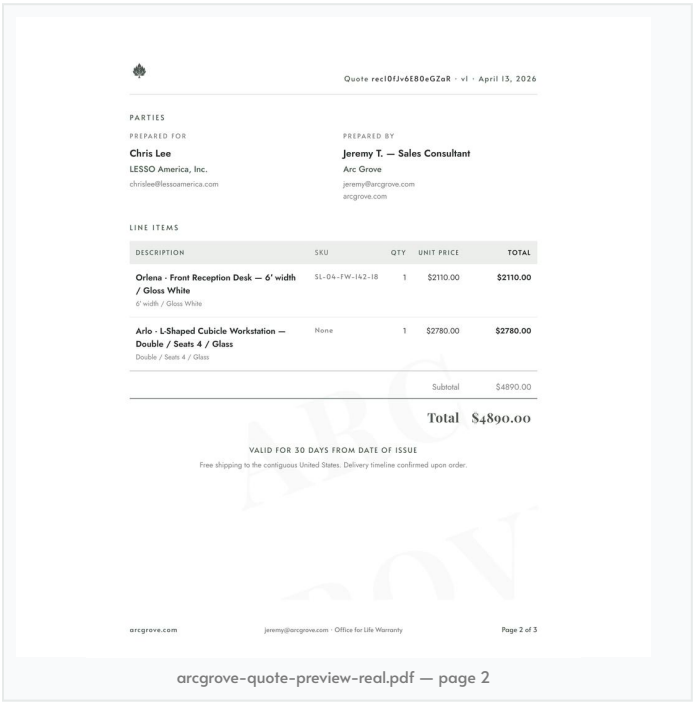 Quote rec10fJv6E80eGZaR · v1 · April 13, 2026
PARTIES
PREPARED FOR
Chris Lee
LESSO America, Inc.
chrislee@lessoamerica.com
PREPARED BY
Jeremy T. — Sales Consultant
Arc Grove
jeremy@arcgrove.com
arcgrove.com
LINE ITEMS
DESCRIPTION SKU QTY UNIT PRICE TOTAL
Orlena · Front Reception Desk — 6' width SL-04-FW-142-18 1 $2110.00 $2110.00
/ Gloss White
6' width / Gloss White
Arlo · L-Shaped Cubicle Workstation — None 1 $2780.00 $2780.00
Double / Seats 4 / Glass
Double / Seats 4 / Glass
Subtotal $4890.00
Total $4890.00
ARC
VALID FOR 30 DAYS FROM DATE OF ISSUE
Free shipping to the contiguous United States. Delivery timeline confirmed upon order.
arcgrove.com jeremy@arcgrove.com · Office for Life Warranty Page 2 of 3
arcgrove-quote-preview-real.pdf — page 2